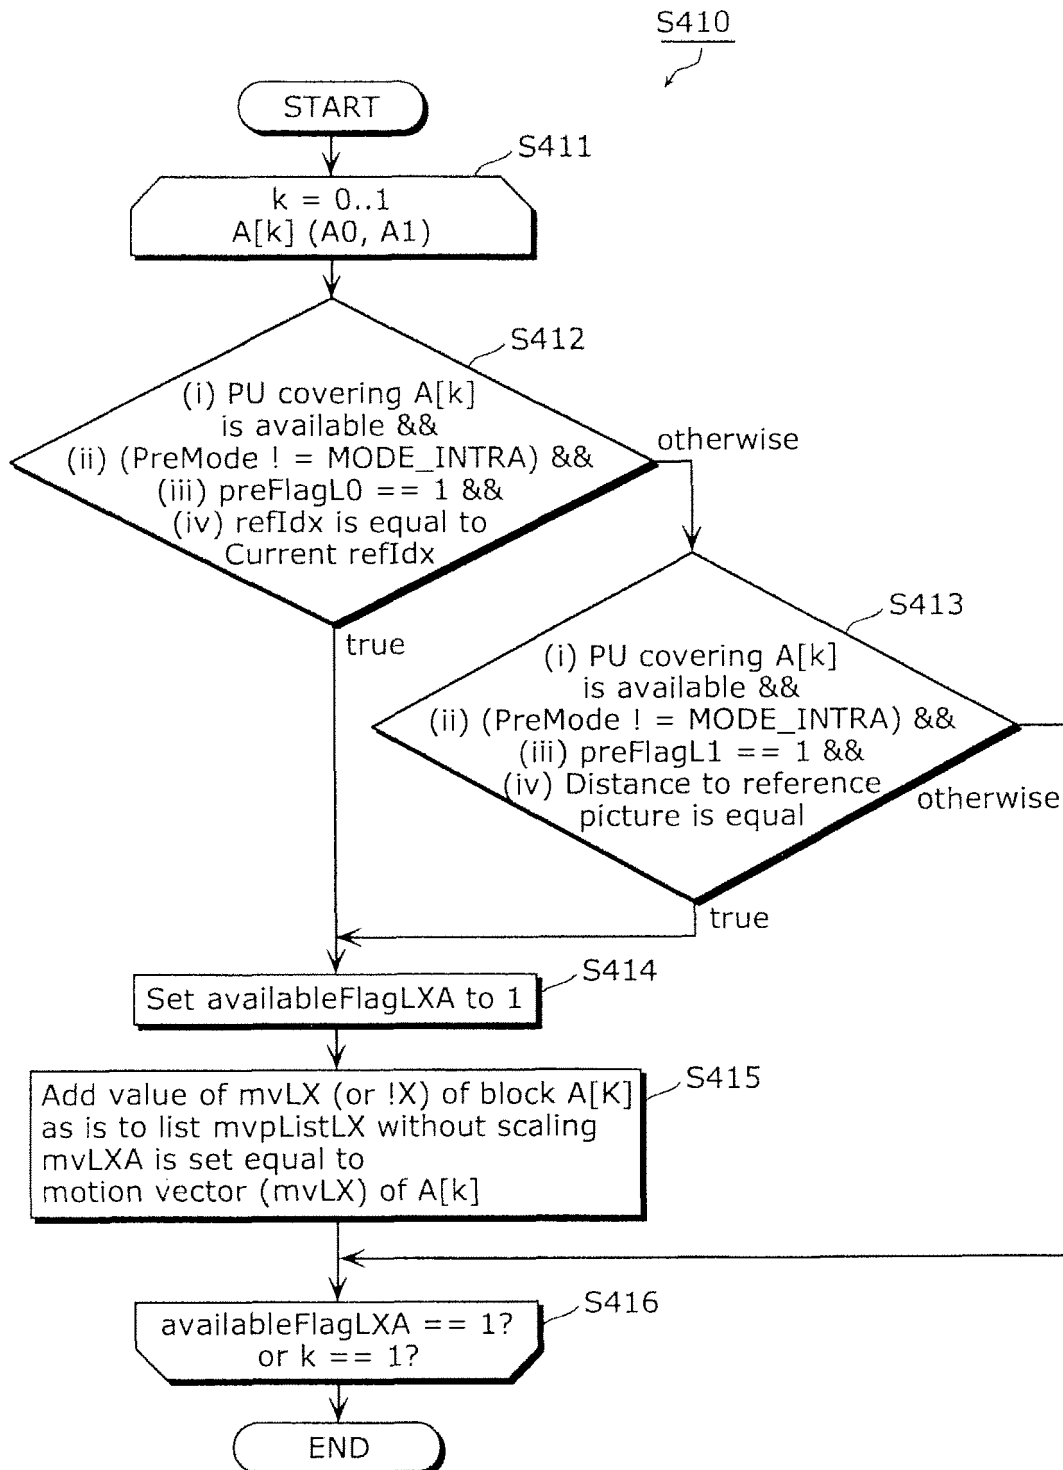 S410
START
S411
k = 0..1
A[k] (A0, A1)
S412
(i) PU covering A[k]
is available &&
(ii) (PreMode ! = MODE_INTRA) &&
(iii) preFlagL0 == 1 &&
(iv) refIdx is equal to
Current refIdx
otherwise
true
S413
(i) PU covering A[k]
is available &&
(ii) (PreMode ! = MODE_INTRA) &&
(iii) preFlagL1 == 1 &&
(iv) Distance to reference
picture is equal
otherwise
true
S414
Set availableFlagLXA to 1
S415
Add value of mvLX (or !X) of block A[K]
as is to list mvpListLX without scaling
mvLXA is set equal to
motion vector (mvLX) of A[k]
S416
availableFlagLXA == 1?
or k == 1?
END